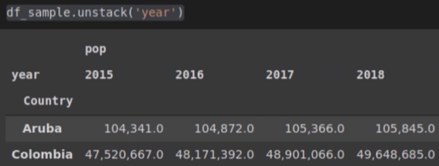 df_sample.unstack('year')
pop
year 2015 2016 2017 2018
Country
Aruba 104,341.0 104,872.0 105,366.0 105,845.0
Colombia 47,520,667.0 48,171,392.0 48,901,066.0 49,648,685.0